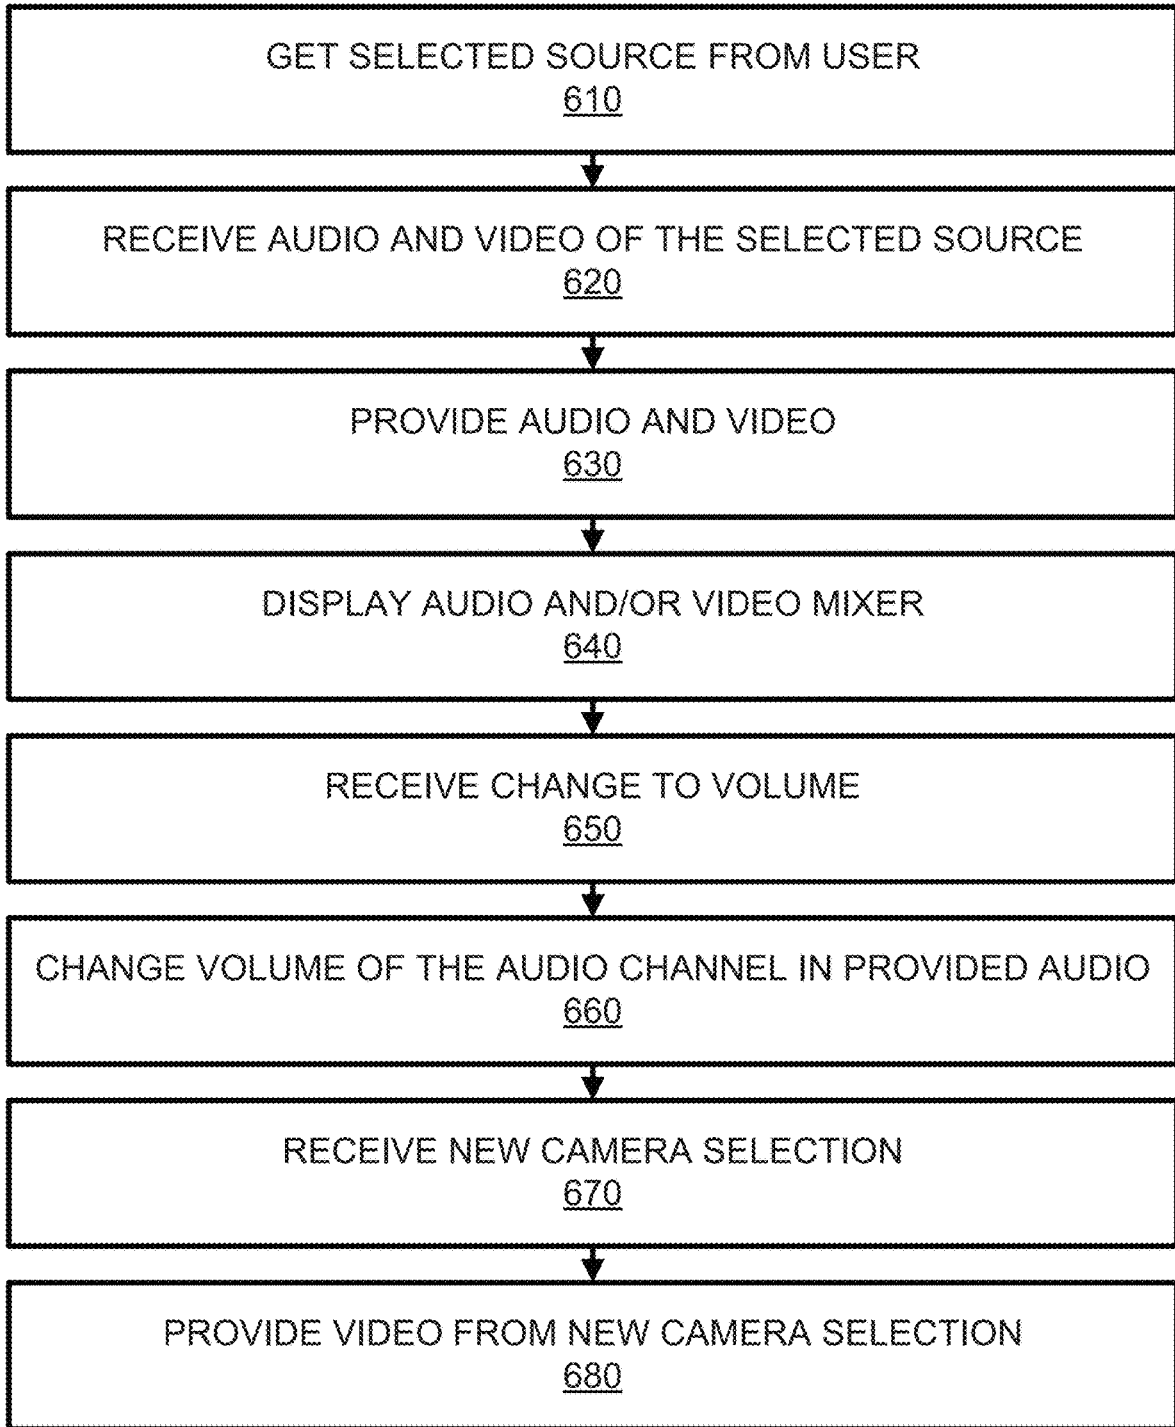 GET SELECTED SOURCE FROM USER
610
RECEIVE AUDIO AND VIDEO OF THE SELECTED SOURCE
620
PROVIDE AUDIO AND VIDEO
630
DISPLAY AUDIO AND/OR VIDEO MIXER
640
RECEIVE CHANGE TO VOLUME
650
CHANGE VOLUME OF THE AUDIO CHANNEL IN PROVIDED AUDIO
660
RECEIVE NEW CAMERA SELECTION
670
PROVIDE VIDEO FROM NEW CAMERA SELECTION
680